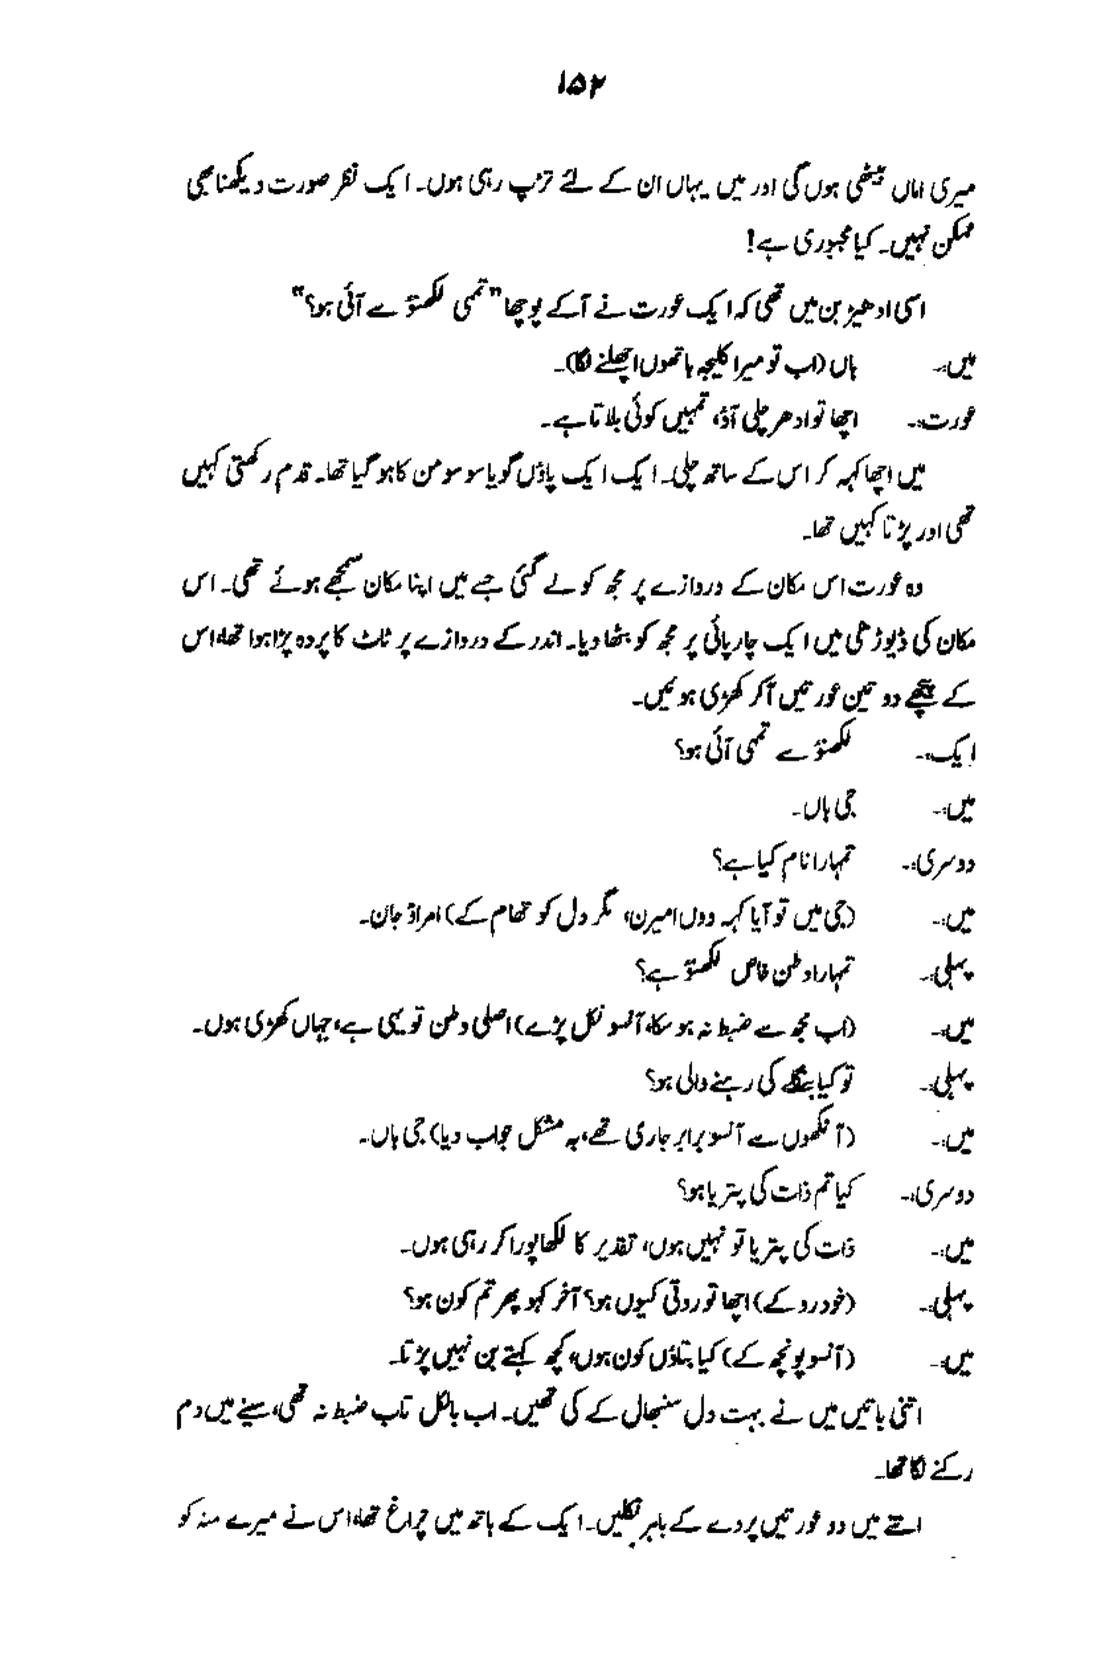 ۱۵۲
میری اماں بیٹھی ہوں گی اور میں یہاں ان کے لئے تڑپ رہی ہوں۔ ایک نظر صورت دیکھنا بھی
ممکن نہیں۔ کیا مجبوری ہے!
اسی ادھیڑ بن میں تھی کہ ایک عورت نے آکے پوچھا "تمہی لکھنؤ سے آئی ہو؟"
میں:۔ ہاں (اب تو میرا کلیجہ ہاتھوں اچھلنے لگا)۔
عورت:۔ اچھا تو ادھر چلی آؤ، تمہیں کوئی بلاتا ہے۔
میں اچھا کہہ کر اس کے ساتھ چلی۔ ایک ایک پاؤں گویا سو سو من کا ہو گیا تھا۔ قدم رکھتی کہیں
تھی اور پڑتا کہیں تھا۔
وہ عورت اس مکان کے دروازے پر مجھ کو لے گئی جسے میں اپنا مکان سمجھے ہوئے تھی۔ اس
مکان کی ڈیوڑھی میں ایک چارپائی پر مجھ کو بٹھا دیا۔ اندر کے دروازے پر ٹاٹ کا پردہ پڑا ہوا تھا، اس
کے پیچھے دو تین عورتیں آکر کھڑی ہوئیں۔
ایک:۔ لکھنؤ سے تمہی آئی ہو؟
میں:۔ جی ہاں۔
دوسری:۔ تمہارا نام کیا ہے؟
میں:۔ (جی میں تو آیا کہہ دوں امیرن، مگر دل کو تھام کے) امراؤ جان۔
پہلی:۔ تمہارا وطن خاص لکھنؤ ہے؟
میں:۔ (اب مجھ سے ضبط نہ ہو سکا، آنسو نکل پڑے) اصلی وطن تو یہی ہے، جہاں کھڑی ہوں۔
پہلی:۔ تو کیا بنگلے کی رہنے والی ہو؟
میں:۔ (آنکھوں سے آنسو برابر جاری تھے، بہ مشکل جواب دیا) جی ہاں۔
دوسری:۔ کیا تم ذات کی پتریا ہو؟
میں:۔ ذات کی پتریا تو نہیں ہوں، تقدیر کا لکھا پورا کر رہی ہوں۔
پہلی:۔ (خود رو کے) اچھا تو روتی کیوں ہو؟ آخر کہو پھر تم کون ہو؟
میں:۔ (آنسو پونچھ کے) کیا بتاؤں کون ہوں، کچھ کہتے بن نہیں پڑتا۔
اتنی باتیں میں نے بہت دل سنبھال کے کی تھیں۔ اب بالکل تاب ضبط نہ تھی، سینے میں دم
رکنے لگا تھا۔
اتنے میں دو عورتیں پردے کے باہر نکلیں۔ ایک کے ہاتھ میں چراغ تھا، اس نے میرے منہ کو